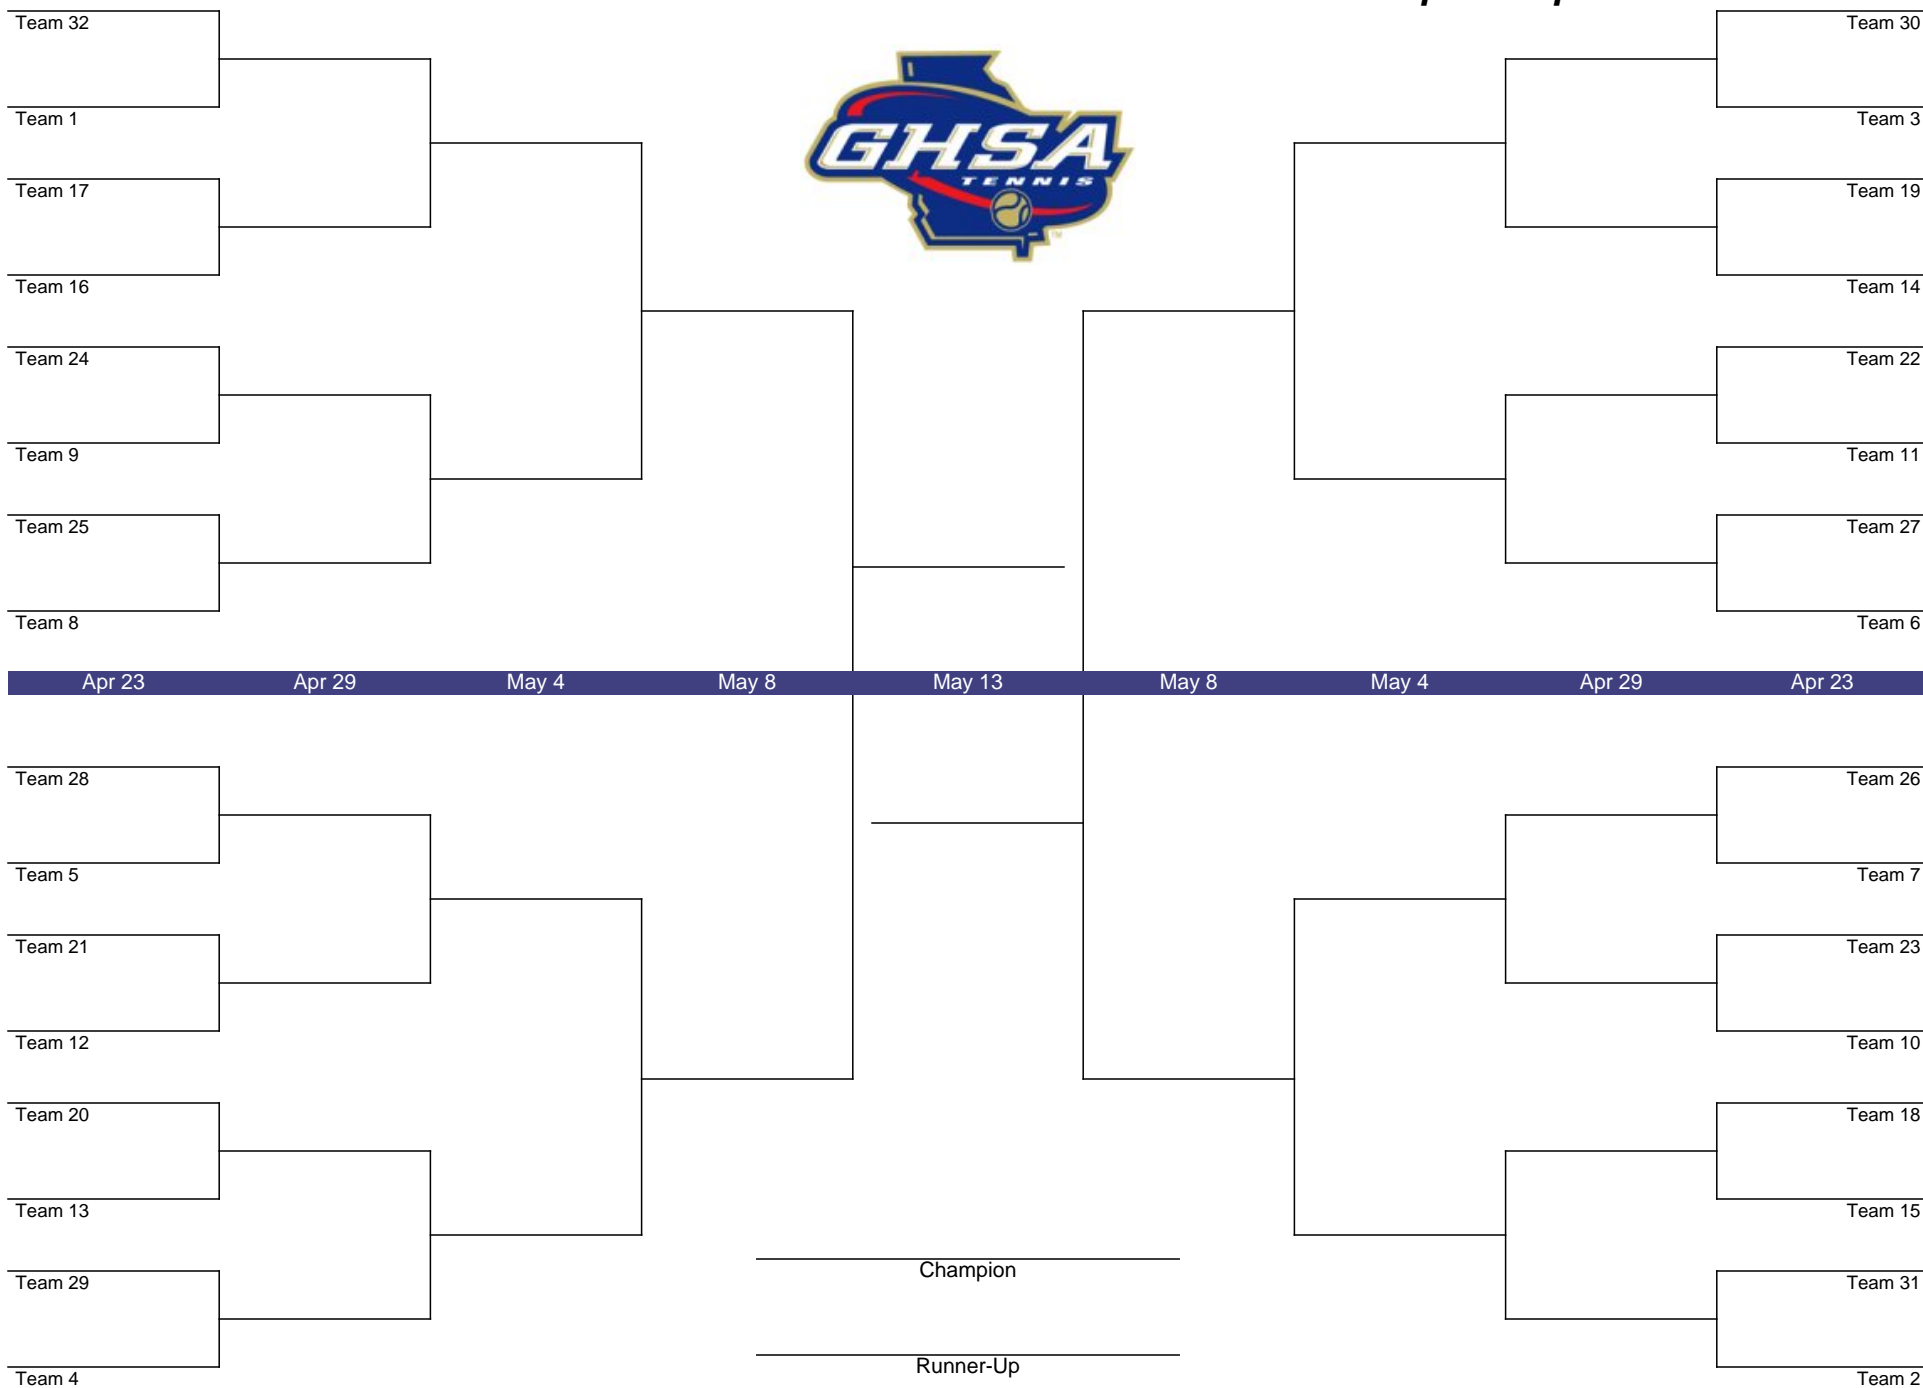 Team 32
Team 30
Team 1
Team 3
Team 17
Team 19
Team 16
Team 14
Team 24
Team 22
Team 9
Team 11
Team 25
Team 27
Team 8
Team 6
GHSA
TENNIS
TM
Apr 23 Apr 29 May 4 May 8 May 13 May 8 May 4 Apr 29 Apr 23
Team 28
Team 26
Team 5
Team 7
Team 21
Team 23
Team 12
Team 10
Team 20
Team 18
Team 13
Team 15
Team 29
Team 31
Team 4
Team 2
Champion
Runner-Up